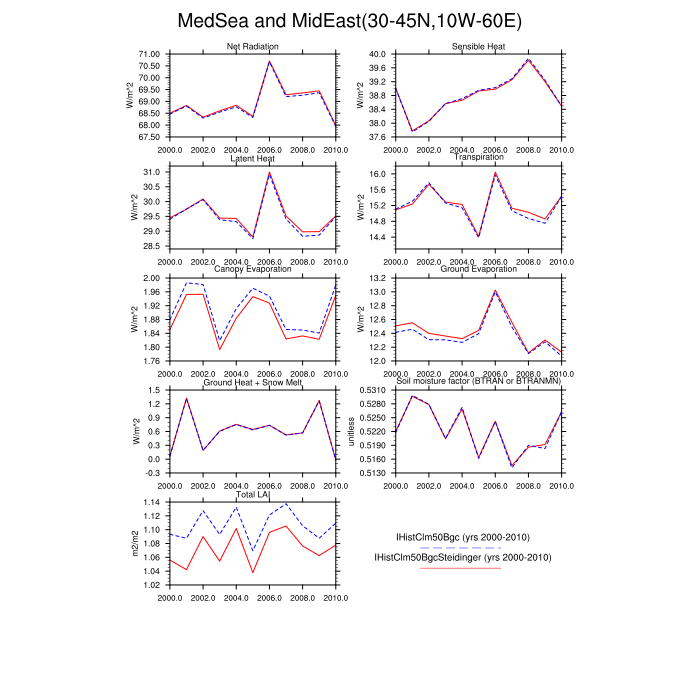 MedSea and MidEast(30-45N,10W-60E)
Net Radiation
W/m^2
71.00
70.50
70.00
69.50
69.00
68.50
68.00
67.50
2000.0 2002.0 2004.0 2006.0 2008.0 2010.0
Sensible Heat
W/m^2
40.0
39.6
39.2
38.8
38.4
38.0
37.6
2000.0 2002.0 2004.0 2006.0 2008.0 2010.0
Latent Heat
W/m^2
31.0
30.5
30.0
29.5
29.0
28.5
2000.0 2002.0 2004.0 2006.0 2008.0 2010.0
Transpiration
W/m^2
16.0
15.6
15.2
14.8
14.4
2000.0 2002.0 2004.0 2006.0 2008.0 2010.0
Canopy Evaporation
W/m^2
2.00
1.96
1.92
1.88
1.84
1.80
1.76
2000.0 2002.0 2004.0 2006.0 2008.0 2010.0
Ground Evaporation
W/m^2
13.2
13.0
12.8
12.6
12.4
12.2
12.0
2000.0 2002.0 2004.0 2006.0 2008.0 2010.0
Ground Heat + Snow Melt
W/m^2
1.5
1.2
0.9
0.6
0.3
0.0
-0.3
2000.0 2002.0 2004.0 2006.0 2008.0 2010.0
Soil moisture factor (BTRAN or BTRANMN)
unitless
0.5310
0.5280
0.5250
0.5220
0.5190
0.5160
0.5130
2000.0 2002.0 2004.0 2006.0 2008.0 2010.0
Total LAI
m2/m2
1.14
1.12
1.10
1.08
1.06
1.04
1.02
2000.0 2002.0 2004.0 2006.0 2008.0 2010.0
IHistClm50Bgc (yrs 2000-2010)
IHistClm50BgcSteidinger (yrs 2000-2010)